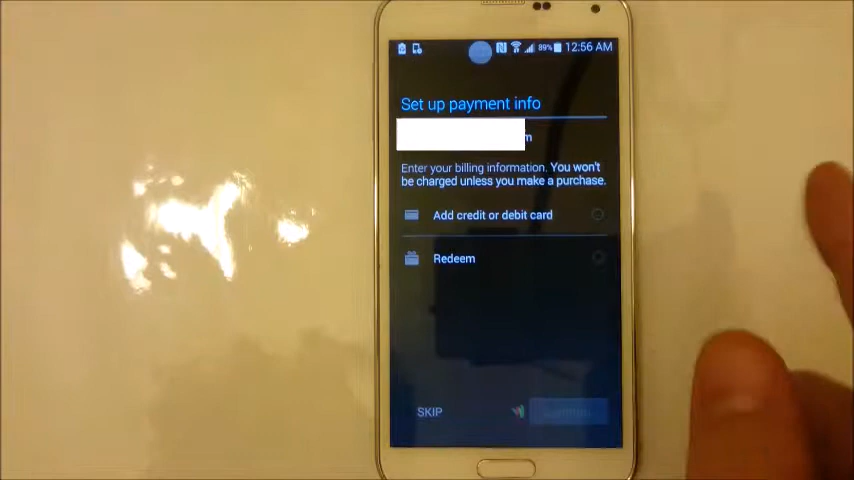 89% 12:56 AM
Set up payment info
m
Enter your billing information. You won't
be charged unless you make a purchase.
Add credit or debit card
Redeem
SKIP